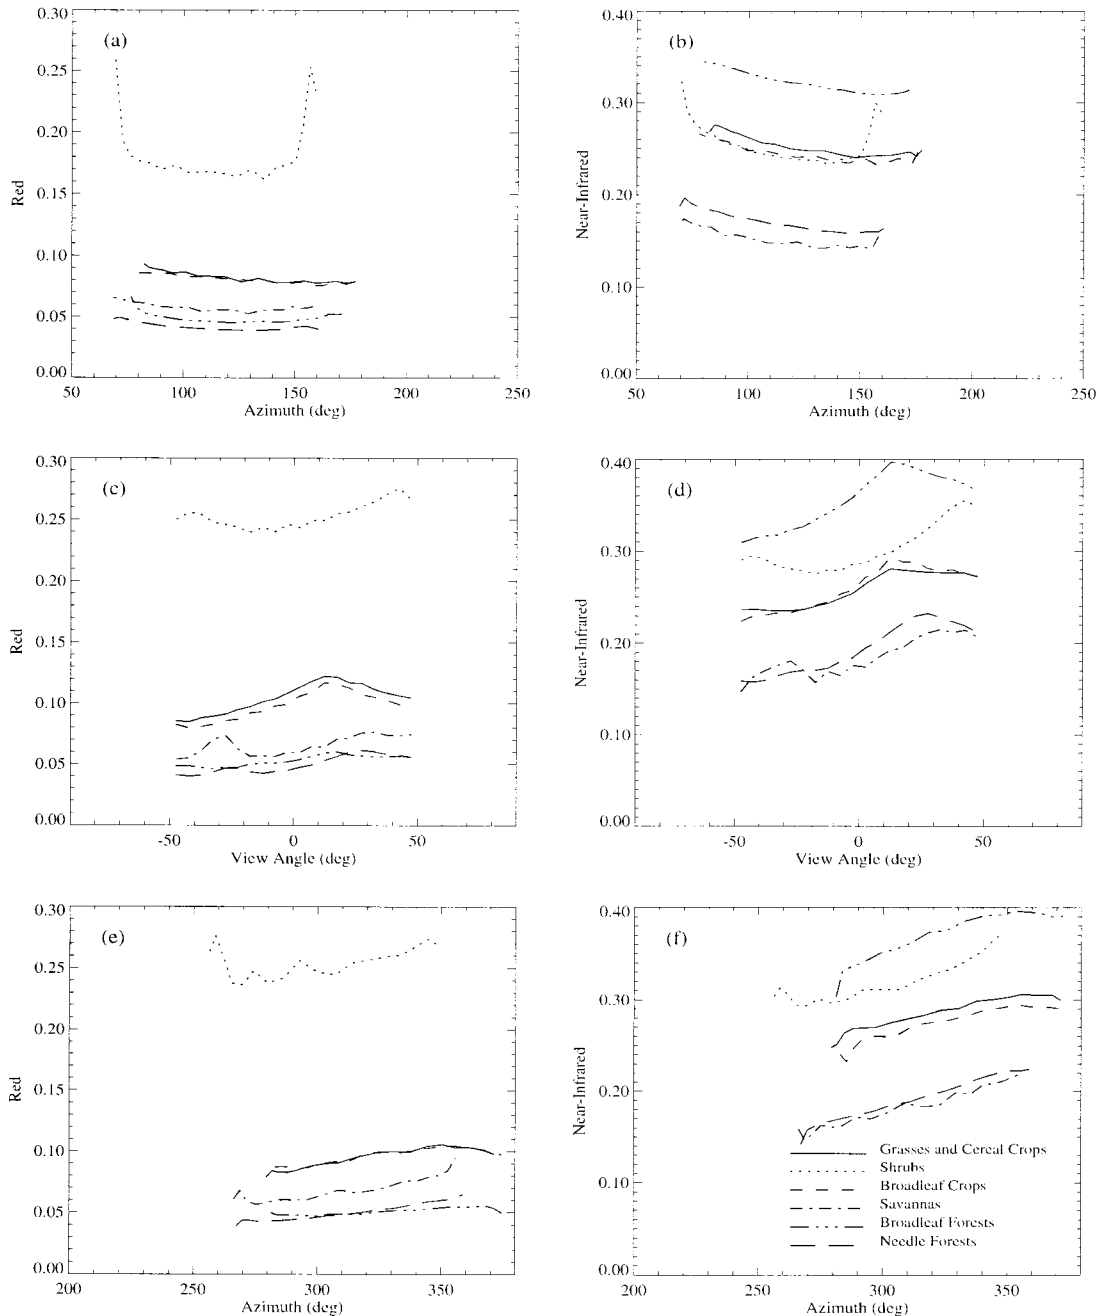 (a)
Red
0.30
0.25
0.20
0.15
0.10
0.05
0.00
50
100
150
200
250
Azimuth (deg)
(b)
Near-Infrared
0.40
0.30
0.20
0.10
0.00
50
100
150
200
250
Azimuth (deg)
(c)
Red
0.30
0.25
0.20
0.15
0.10
0.05
0.00
-50
0
50
View Angle (deg)
(d)
Near-Infrared
0.40
0.30
0.20
0.10
0.00
-50
0
50
View Angle (deg)
(e)
Red
0.30
0.25
0.20
0.15
0.10
0.05
0.00
200
250
300
350
Azimuth (deg)
(f)
Near-Infrared
0.40
0.30
0.20
0.10
0.00
200
250
300
350
Azimuth (deg)
Grasses and Cereal Crops
Shrubs
Broadleaf Crops
Savannas
Broadleaf Forests
Needle Forests